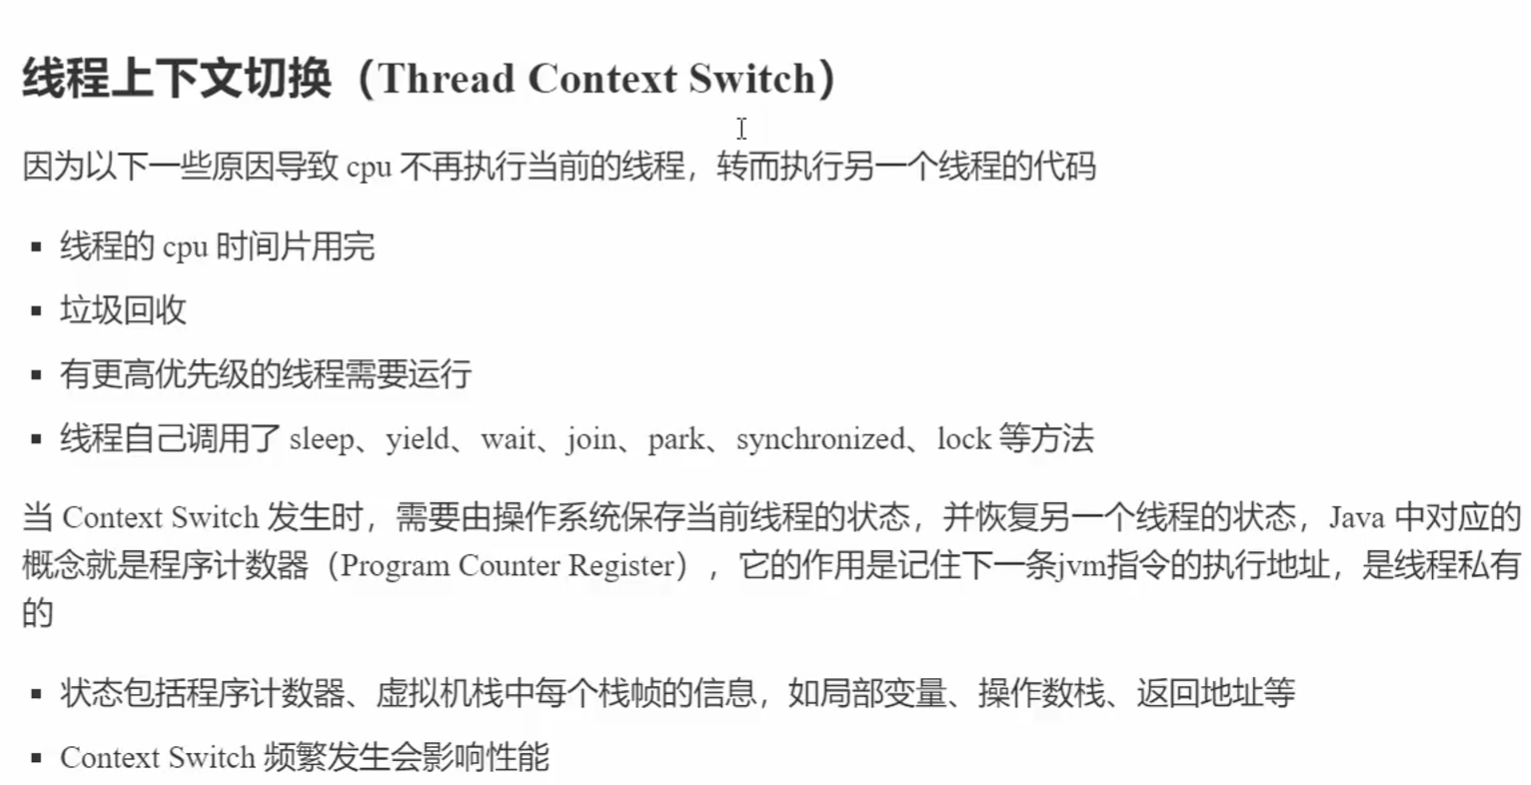 线程上下文切换（Thread Context Switch）
因为以下一些原因导致 cpu 不再执行当前的线程，转而执行另一个线程的代码
▪ 线程的 cpu 时间片用完
▪ 垃圾回收
▪ 有更高优先级的线程需要运行
▪ 线程自己调用了 sleep、yield、wait、join、park、synchronized、lock 等方法
当 Context Switch 发生时，需要由操作系统保存当前线程的状态，并恢复另一个线程的状态，Java 中对应的
概念就是程序计数器（Program Counter Register），它的作用是记住下一条jvm指令的执行地址，是线程私有
的
▪ 状态包括程序计数器、虚拟机栈中每个栈帧的信息，如局部变量、操作数栈、返回地址等
▪ Context Switch 频繁发生会影响性能